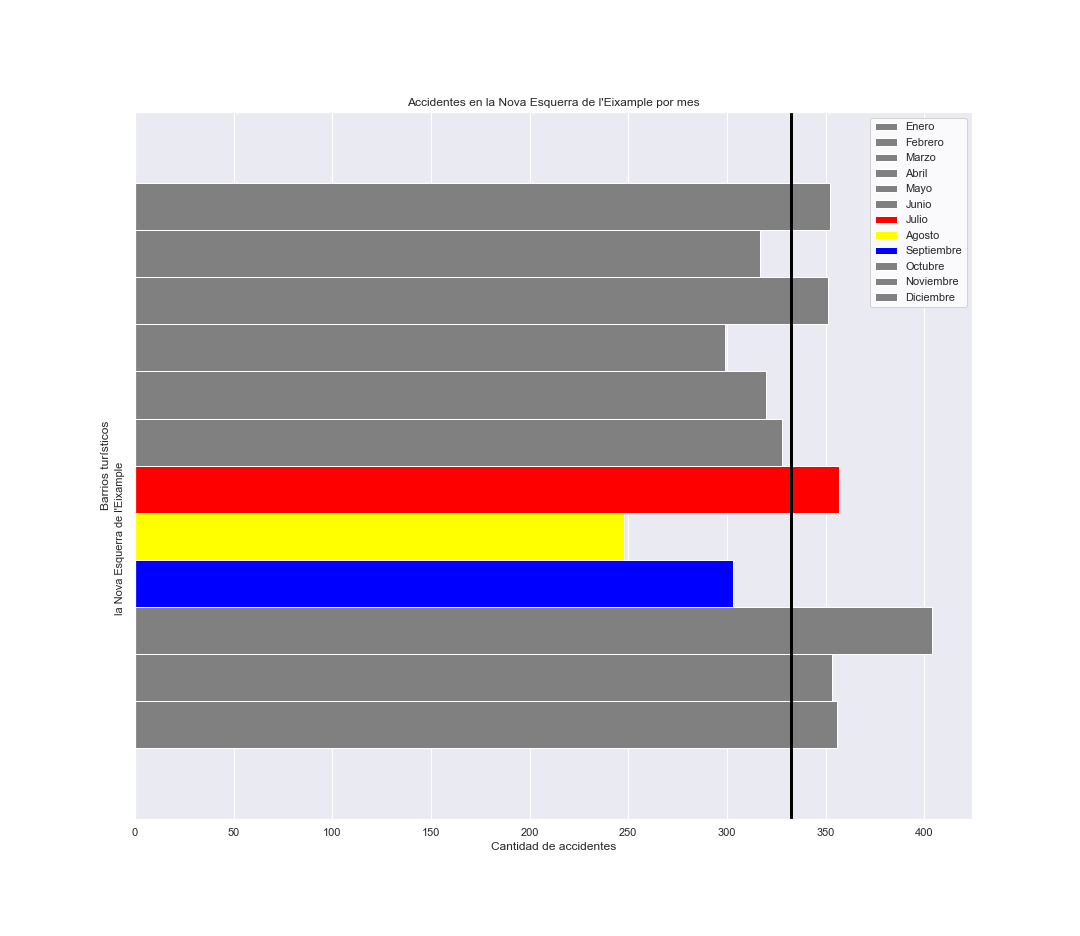 Accidentes en la Nova Esquerra de l'Eixample por mes
Enero
Febrero
Marzo
Abril
Mayo
Junio
Julio
Agosto
Septiembre
Octubre
Noviembre
Diciembre
Barrios turísticos
la Nova Esquerra de l'Eixample
0 50 100 150 200 250 300 350 400
Cantidad de accidentes